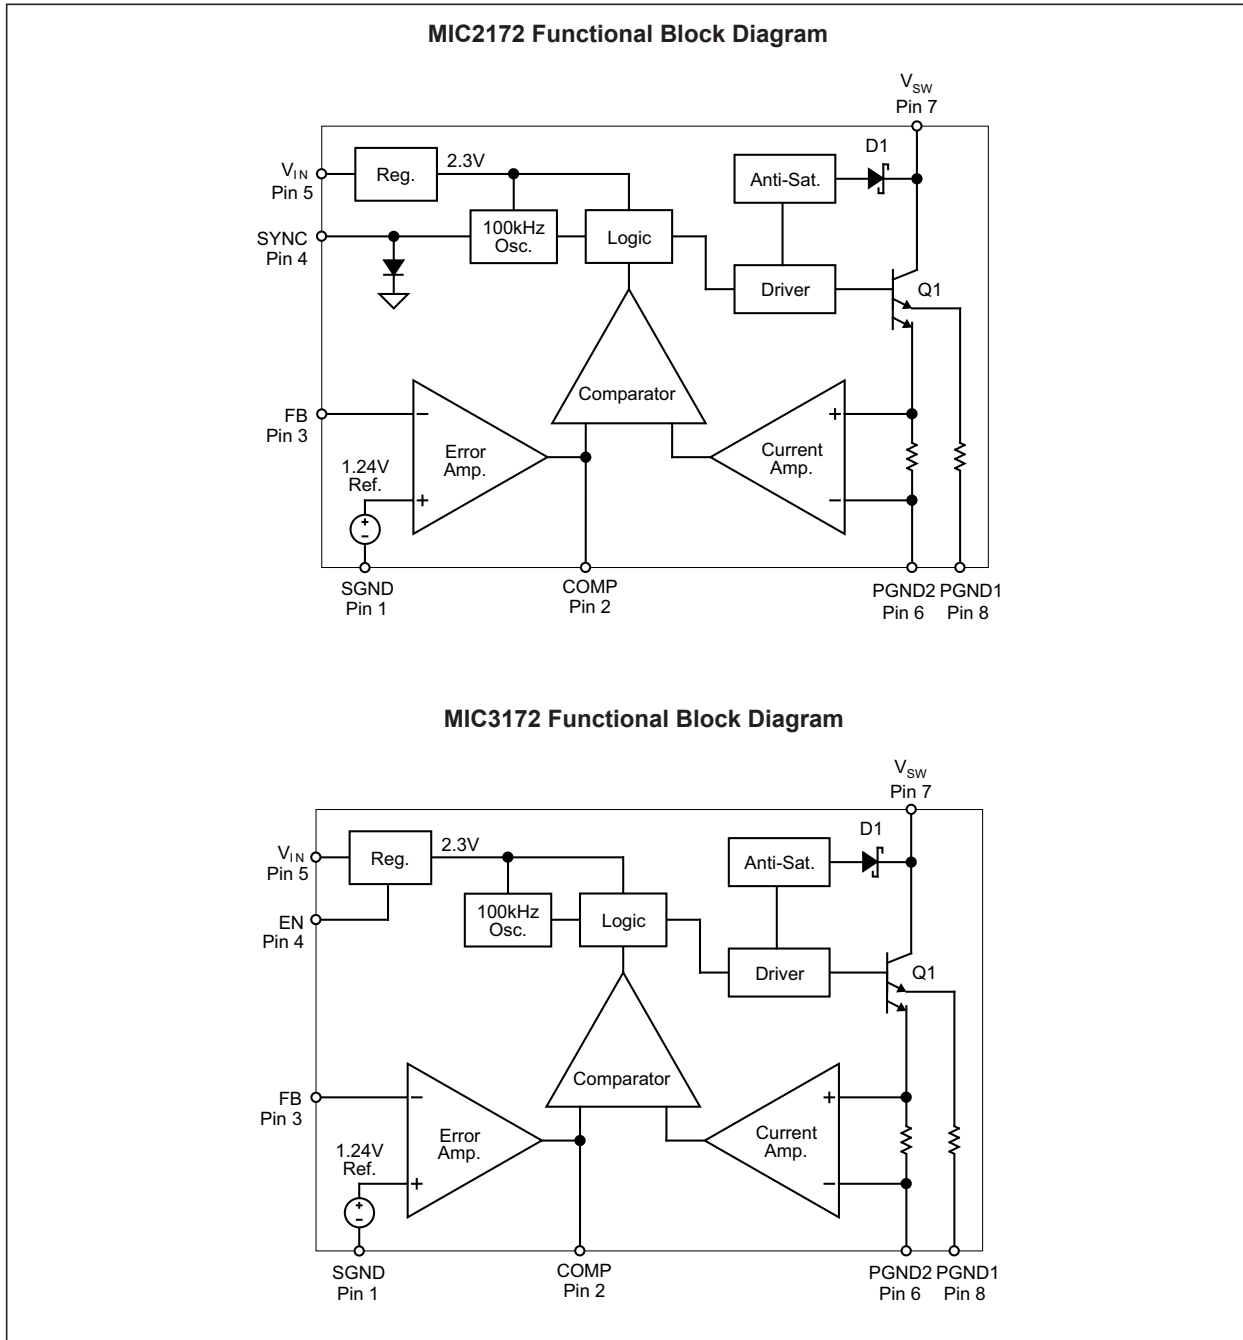 MIC2172 Functional Block Diagram
VSW
Pin 7
D1
VIN
Pin 5
Reg.
2.3V
Anti-Sat.
SYNC
Pin 4
100kHz
Osc.
Logic
Driver
Q1
Comparator
FB
Pin 3
−
+
Error
Amp.
Current
Amp.
1.24V
Ref.
+
−
+
−
SGND
Pin 1
COMP
Pin 2
PGND2
Pin 6
PGND1
Pin 8
MIC3172 Functional Block Diagram
VSW
Pin 7
D1
VIN
Pin 5
Reg.
2.3V
Anti-Sat.
EN
Pin 4
100kHz
Osc.
Logic
Driver
Q1
Comparator
FB
Pin 3
−
+
Error
Amp.
Current
Amp.
1.24V
Ref.
+
−
+
−
SGND
Pin 1
COMP
Pin 2
PGND2
Pin 6
PGND1
Pin 8